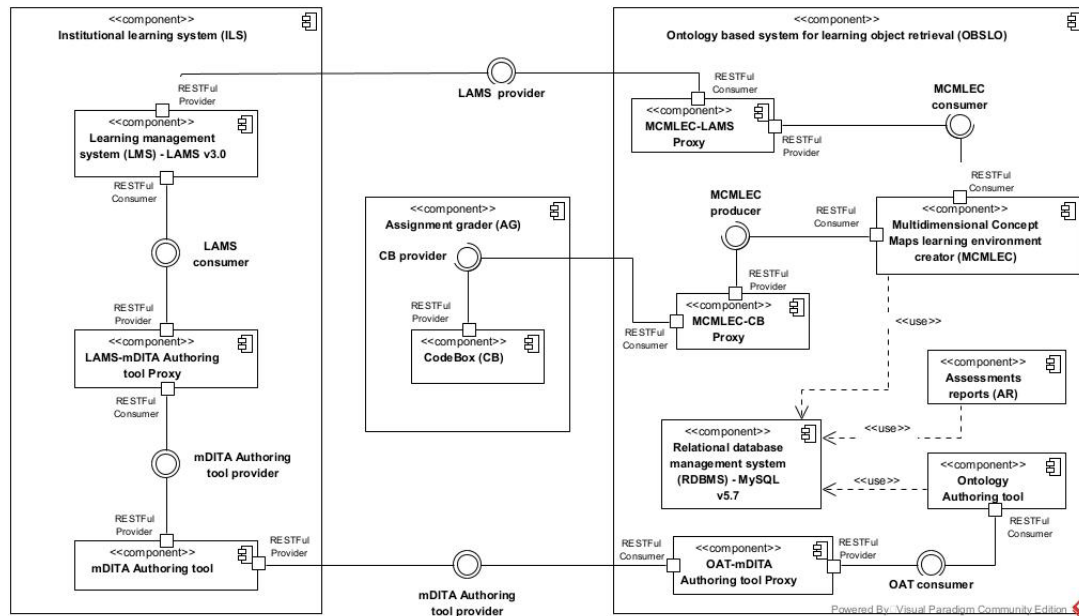 <<component>>
Institutional learning system (ILS)
<<component>>
Ontology based system for learning object retrieval (OBSLO)
RESTFul
Provider
LAMS provider
RESTFul
Consumer
MCMLEC
consumer
<<component>>
Learning management
system (LMS) - LAMS v3.0
<<component>>
MCMLEC-LAMS
Proxy
RESTFul
Provider
RESTFul
Consumer
RESTFul
Consumer
<<component>>
Assignment grader (AG)
MCMLEC
producer
RESTFul
Consumer
<<component>>
Multidimensional Concept
Maps learning environment
creator (MCMLEC)
LAMS
consumer
CB provider
RESTFul
Provider
RESTFul
Provider
RESTFul
Provider
<<component>>
MCMLEC-CB
Proxy
RESTFul
Consumer
<<use>>
<<component>>
LAMS-mDITA Authoring
tool Proxy
<<component>>
CodeBox (CB)
<<component>>
Assessments
reports (AR)
RESTFul
Consumer
<<use>>
<<component>>
Relational database
management system
(RDBMS) - MySQL
v5.7
mDITA Authoring
tool provider
<<use>>
<<component>>
Ontology
Authoring tool
RESTFul
Provider
RESTFul
Consumer
<<component>>
mDITA Authoring tool
RESTFul
Provider
RESTFul
Consumer
<<component>>
OAT-mDITA
Authoring tool Proxy
RESTFul
Provider
OAT consumer
mDITA Authoring
tool provider
Powered By Visual Paradigm Community Edition